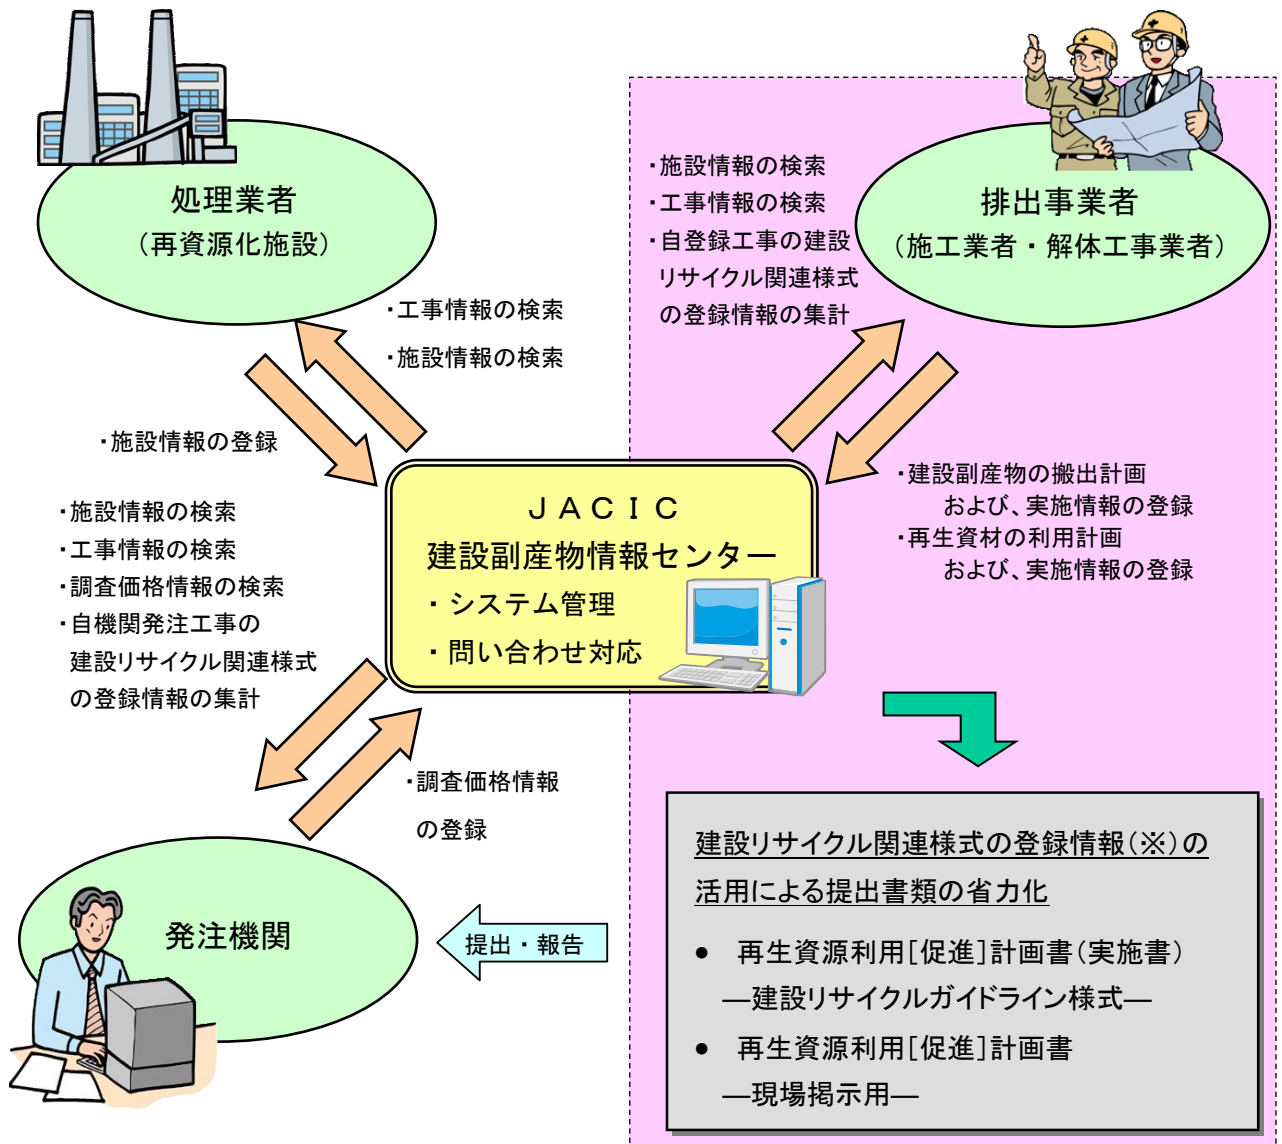 処理業者
（再資源化施設）
・施設情報の検索
・工事情報の検索
・自登録工事の建設
リサイクル関連様式
の登録情報の集計
排出事業者
（施工業者・解体工事業者）
・工事情報の検索
・施設情報の検索
・施設情報の登録
・建設副産物の搬出計画
および、実施情報の登録
・再生資材の利用計画
および、実施情報の登録
ＪＡＣＩＣ
建設副産物情報センター
・システム管理
・問い合わせ対応
・施設情報の検索
・工事情報の検索
・調査価格情報の検索
・自機関発注工事の
建設リサイクル関連様式
の登録情報の集計
・調査価格情報
の登録
発注機関
提出・報告
建設リサイクル関連様式の登録情報（※）の
活用による提出書類の省力化
● 再生資源利用［促進］計画書（実施書）
―建設リサイクルガイドライン様式―
● 再生資源利用［促進］計画書
―現場掲示用―